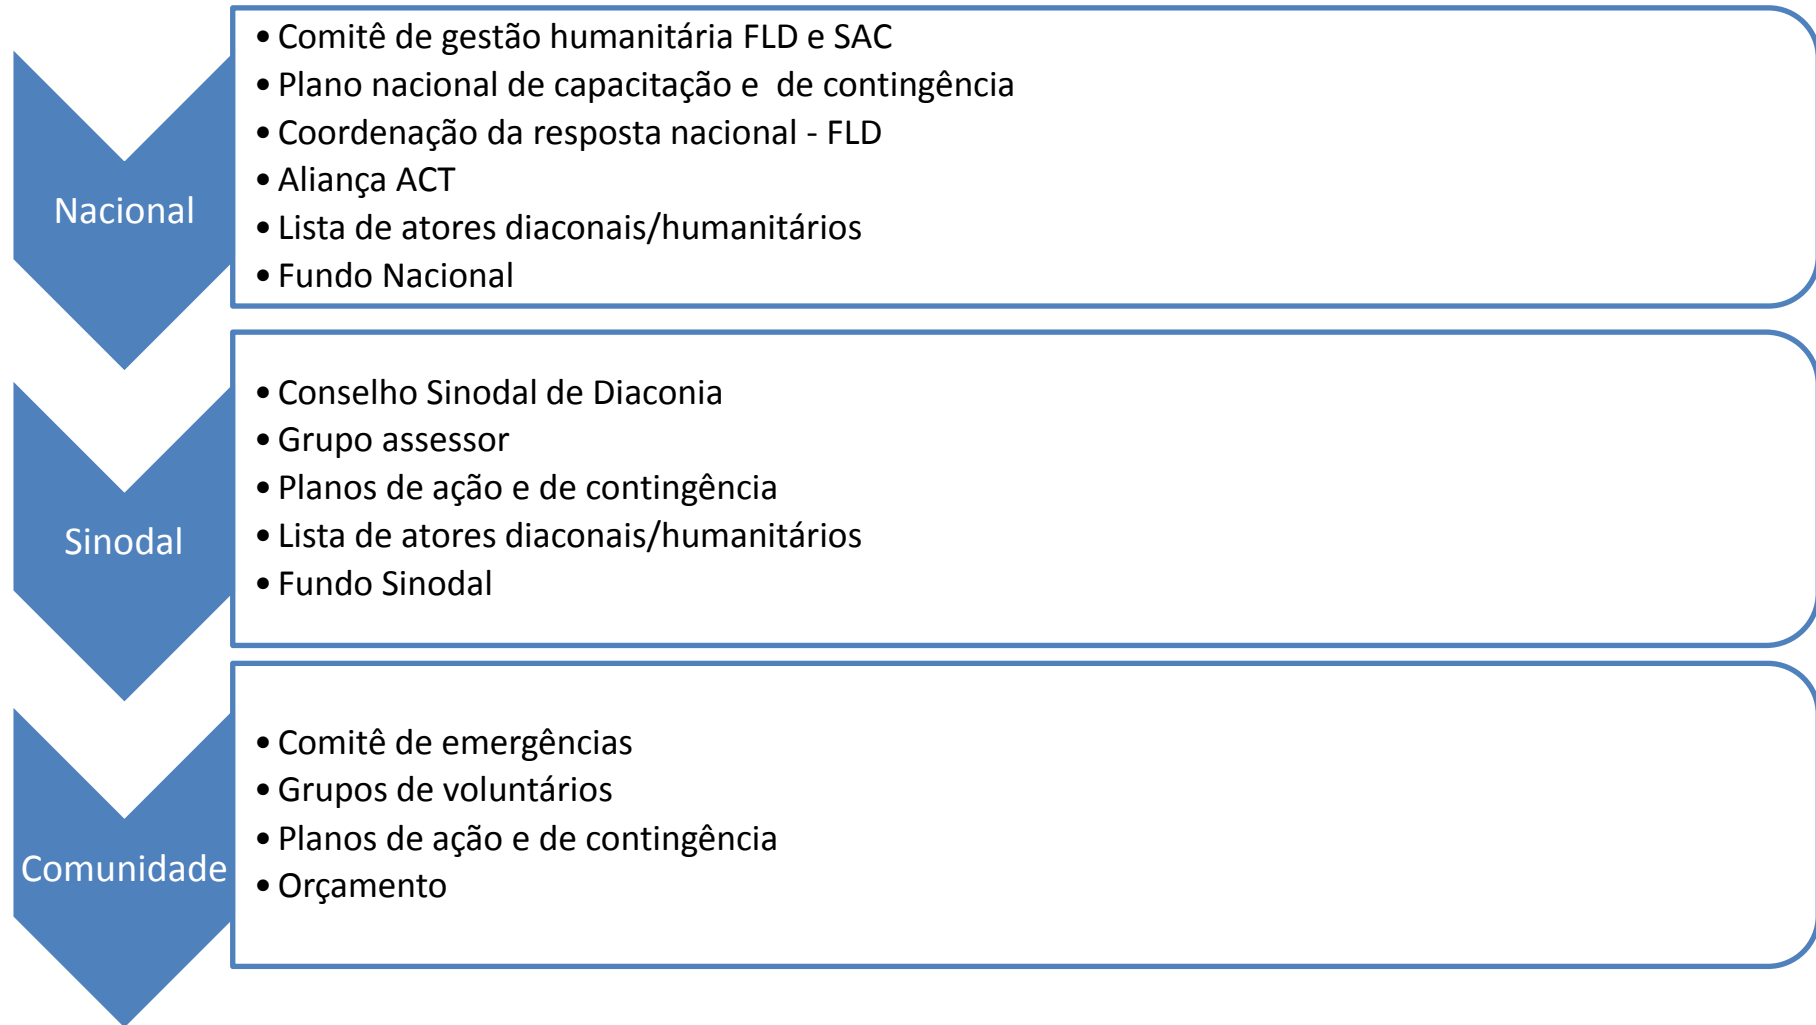 Nacional
• Comitê de gestão humanitária FLD e SAC
• Plano nacional de capacitação e  de contingência
• Coordenação da resposta nacional - FLD
• Aliança ACT
• Lista de atores diaconais/humanitários
• Fundo Nacional
Sinodal
• Conselho Sinodal de Diaconia
• Grupo assessor
• Planos de ação e de contingência
• Lista de atores diaconais/humanitários
• Fundo Sinodal
Comunidade
• Comitê de emergências
• Grupos de voluntários
• Planos de ação e de contingência
• Orçamento